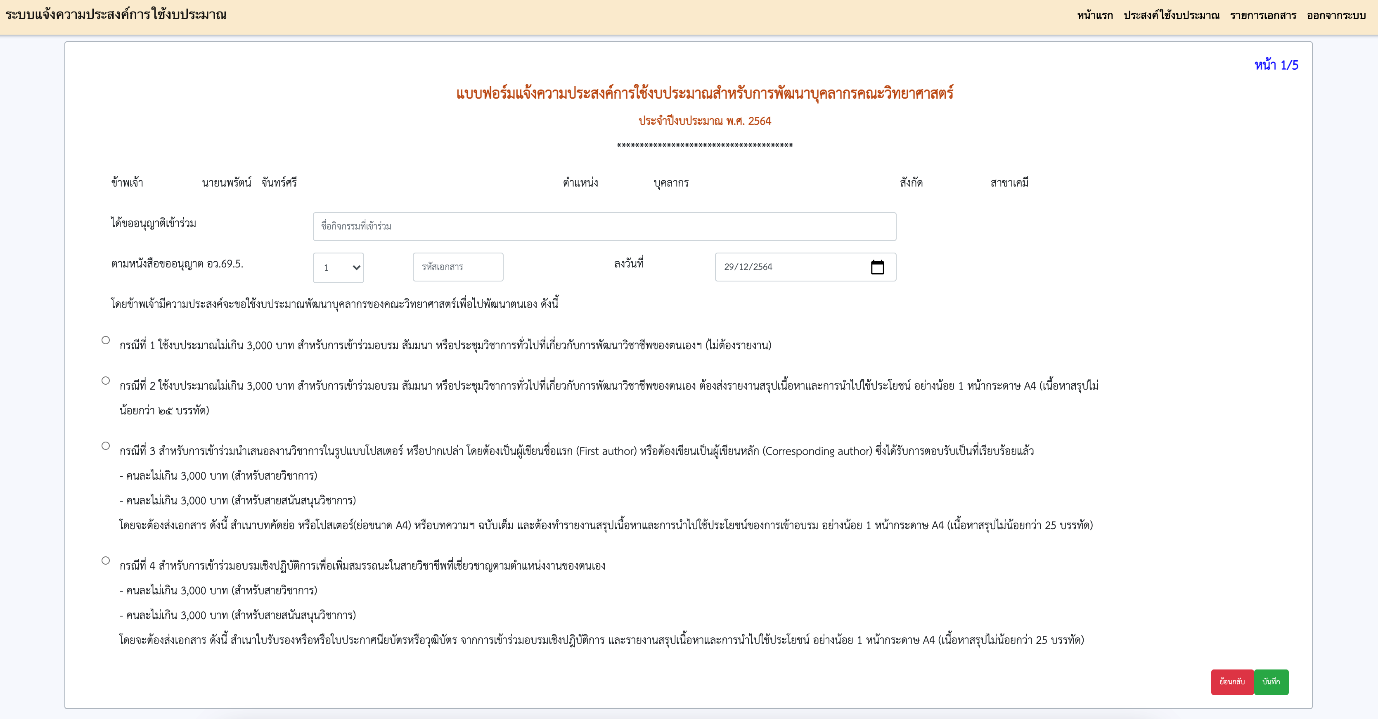 ระบบแจ้งความประสงค์การใช้งบประมาณ
หน้าแรก ประสงค์ใช้งบประมาณ รายการเอกสาร ออกจากระบบ
หน้า 1/5
แบบฟอร์มแจ้งความประสงค์การใช้งบประมาณสำหรับการพัฒนาบุคลากรคณะวิทยาศาสตร์
ประจำปีงบประมาณ พ.ศ. 2564
***************************************
ข้าพเจ้า นายนพรัตน์ จันทร์ศรี ตำแหน่ง บุคลากร สังกัด สาขาเคมี
ได้ขออนุญาติเข้าร่วม ชื่อกิจกรรมที่เข้าร่วม
ตามหนังสือขออนุญาต อว.69.5. 1 รหัสเอกสาร ลงวันที่ 29/12/2564
โดยข้าพเจ้ามีความประสงค์จะขอใช้งบประมาณพัฒนาบุคลากรของคณะวิทยาศาสตร์เพื่อไปพัฒนาตนเอง ดังนี้
กรณีที่ 1 ใช้งบประมาณไม่เกิน 3,000 บาท สำหรับการเข้าร่วมอบรม สัมมนา หรือประชุมวิชาการทั่วไปที่เกี่ยวกับการพัฒนาวิชาชีพของตนเองฯ (ไม่ต้องรายงาน)
กรณีที่ 2 ใช้งบประมาณไม่เกิน 3,000 บาท สำหรับการเข้าร่วมอบรม สัมมนา หรือประชุมวิชาการทั่วไปที่เกี่ยวกับการพัฒนาวิชาชีพของตนเอง ต้องส่งรายงานสรุปเนื้อหาและการนำไปใช้ประโยชน์ อย่างน้อย 1 หน้ากระดาษ A4 (เนื้อหาสรุปไม่
น้อยกว่า ๒๕ บรรทัด)
กรณีที่ 3 สำหรับการเข้าร่วมนำเสนอลงานวิชาการในรูปแบบโปสเตอร์ หรือปากเปล่า โดยต้องเป็นผู้เขียนชื่อแรก (First author) หรือต้องเขียนเป็นผู้เขียนหลัก (Corresponding author) ซึ่งได้รับการตอบรับเป็นที่เรียบร้อยแล้ว
- คนละไม่เกิน 3,000 บาท (สำหรับสายวิชาการ)
- คนละไม่เกิน 3,000 บาท (สำหรับสายสนันสนุนวิชาการ)
โดยจะต้องส่งเอกสาร ดังนี้ สำเนาบทคัดย่อ หรือโปสเตอร์(ย่อขนาด A4) หรือบทความฯ ฉบับเต็ม และต้องทำรายงานสรุปเนื้อหาและการนำไปใช้ประโยชน์ของการเข้าอบรม อย่างน้อย 1 หน้ากระดาษ A4 (เนื้อหาสรุปไม่น้อยกว่า 25 บรรทัด)
กรณีที่ 4 สำหรับการเข้าร่วมอบรมเชิงปฏิบัติการเพื่อเพิ่มสมรรถนะในสายวิชาชีพที่เชี่ยวชาญตามตำแหน่งงานของตนเอง
- คนละไม่เกิน 3,000 บาท (สำหรับสายวิชาการ)
- คนละไม่เกิน 3,000 บาท (สำหรับสายสนันสนุนวิชาการ)
โดยจะต้องส่งเอกสาร ดังนี้ สำเนาใบรับรองหรือหรือใบประกาศนียบัตรหรือวุฒิบัตร จากการเข้าร่วมอบรมเชิงปฏิบัติการ และรายงานสรุปเนื้อหาและการนำไปใช้ประโยชน์ อย่างน้อย 1 หน้ากระดาษ A4 (เนื้อหาสรุปไม่น้อยกว่า 25 บรรทัด)
ย้อนกลับ บันทึก